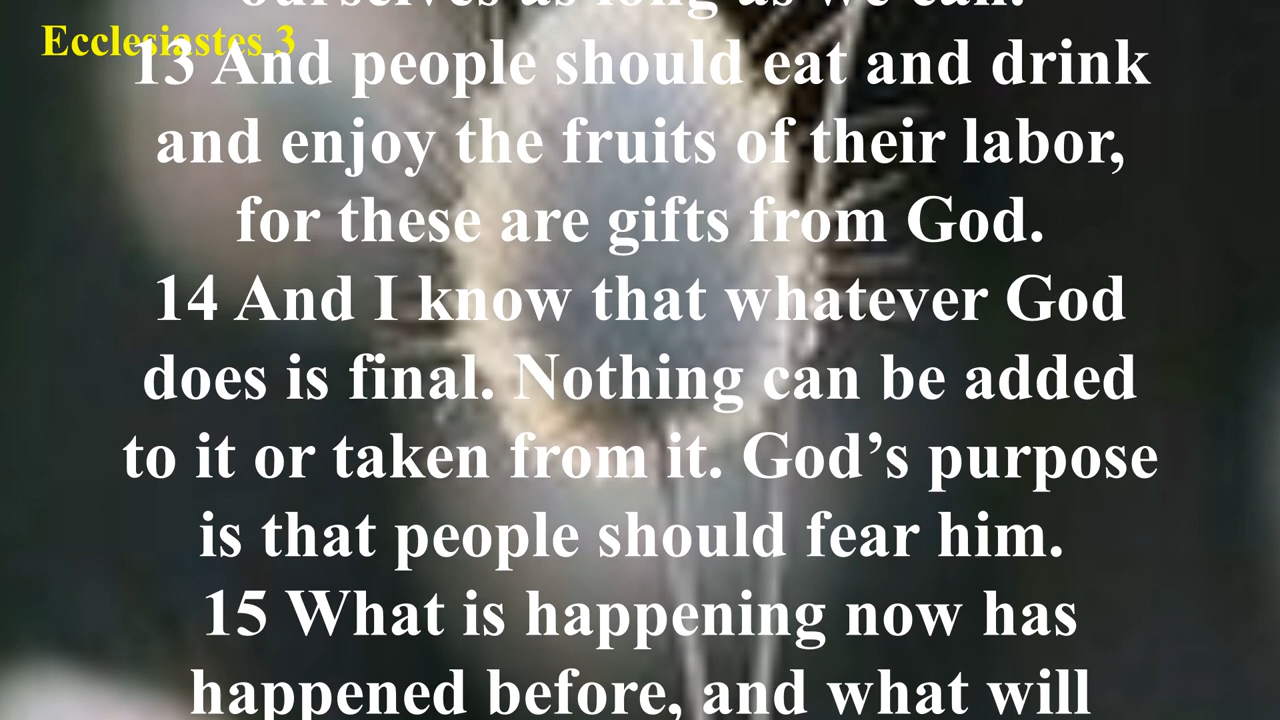 ourselves as long as we can.
Ecclesiastes 3
13 And people should eat and drink
and enjoy the fruits of their labor,
for these are gifts from God.
14 And I know that whatever God
does is final. Nothing can be added
to it or taken from it. God’s purpose
is that people should fear him.
15 What is happening now has
happened before, and what will